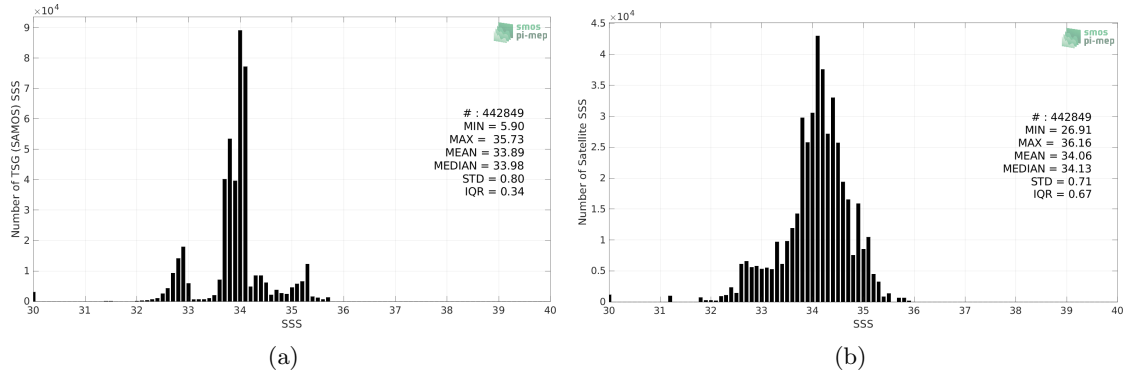 ×10⁴
9
8
7
6
5
4
3
2
1
0
30 31 32 33 34 35 36 37 38 39 40
SSS
Number of TSG (SAMOS) SSS
smos
pi-mep
# : 442849
MIN = 5.90
MAX = 35.73
MEAN = 33.89
MEDIAN = 33.98
STD = 0.80
IQR = 0.34
(a)
×10⁴
4.5
4
3.5
3
2.5
2
1.5
1
0.5
0
30 31 32 33 34 35 36 37 38 39 40
SSS
Number of Satellite SSS
smos
pi-mep
# : 442849
MIN = 26.91
MAX = 36.16
MEAN = 34.06
MEDIAN = 34.13
STD = 0.71
IQR = 0.67
(b)